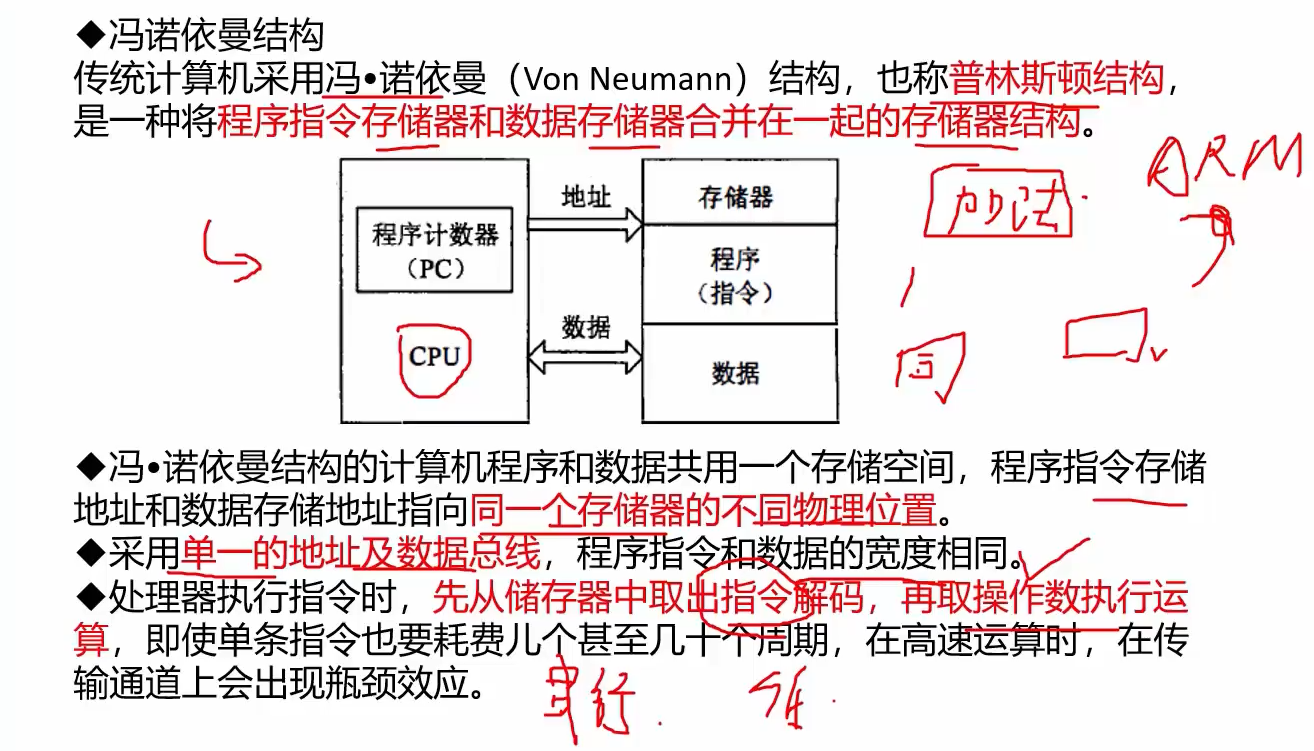 ◆冯诺依曼结构
传统计算机采用冯•诺依曼（Von Neumann）结构，也称普林斯顿结构，
是一种将程序指令存储器和数据存储器合并在一起的存储器结构。
ARM
地址
存储器
加法
程序计数器
（PC）
程序
（指令）
数据
CPU
数据
◆冯•诺依曼结构的计算机程序和数据共用一个存储空间，程序指令存储
地址和数据存储地址指向同一个存储器的不同物理位置。
◆采用单一的地址及数据总线，程序指令和数据的宽度相同。
◆处理器执行指令时，先从储存器中取出指令解码，再取操作数执行运
算，即使单条指令也要耗费几个甚至几十个周期，在高速运算时，在传
输通道上会出现瓶颈效应。
串行